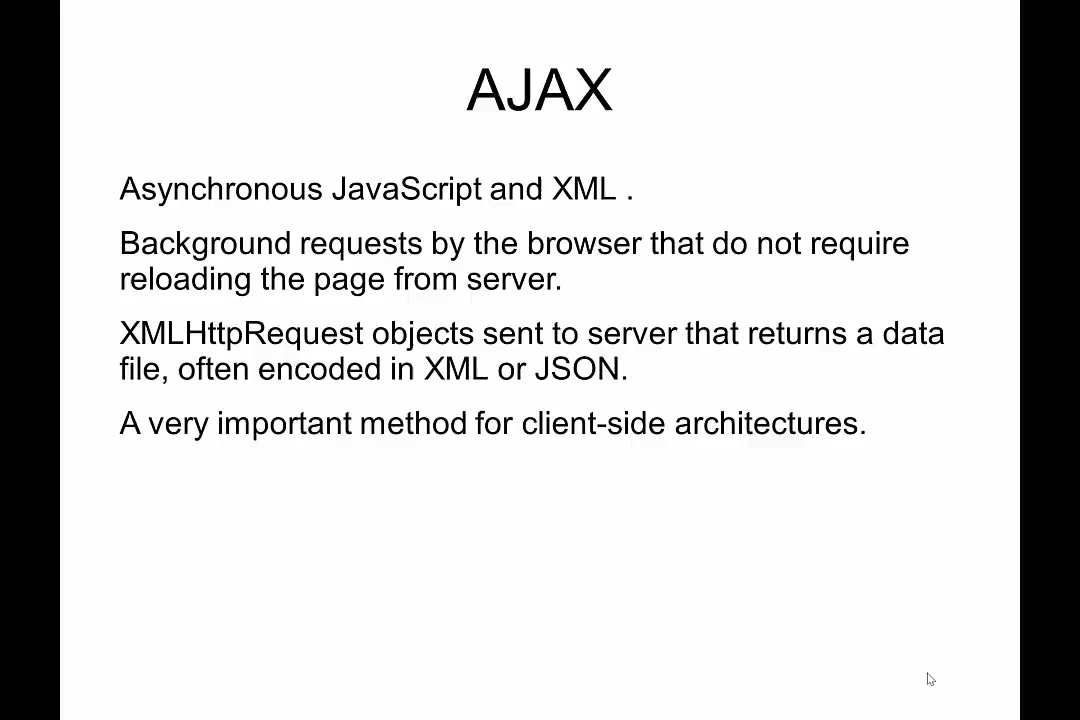 AJAX
Asynchronous JavaScript and XML .
Background requests by the browser that do not require
reloading the page from server.
XMLHttpRequest objects sent to server that returns a data
file, often encoded in XML or JSON.
A very important method for client-side architectures.